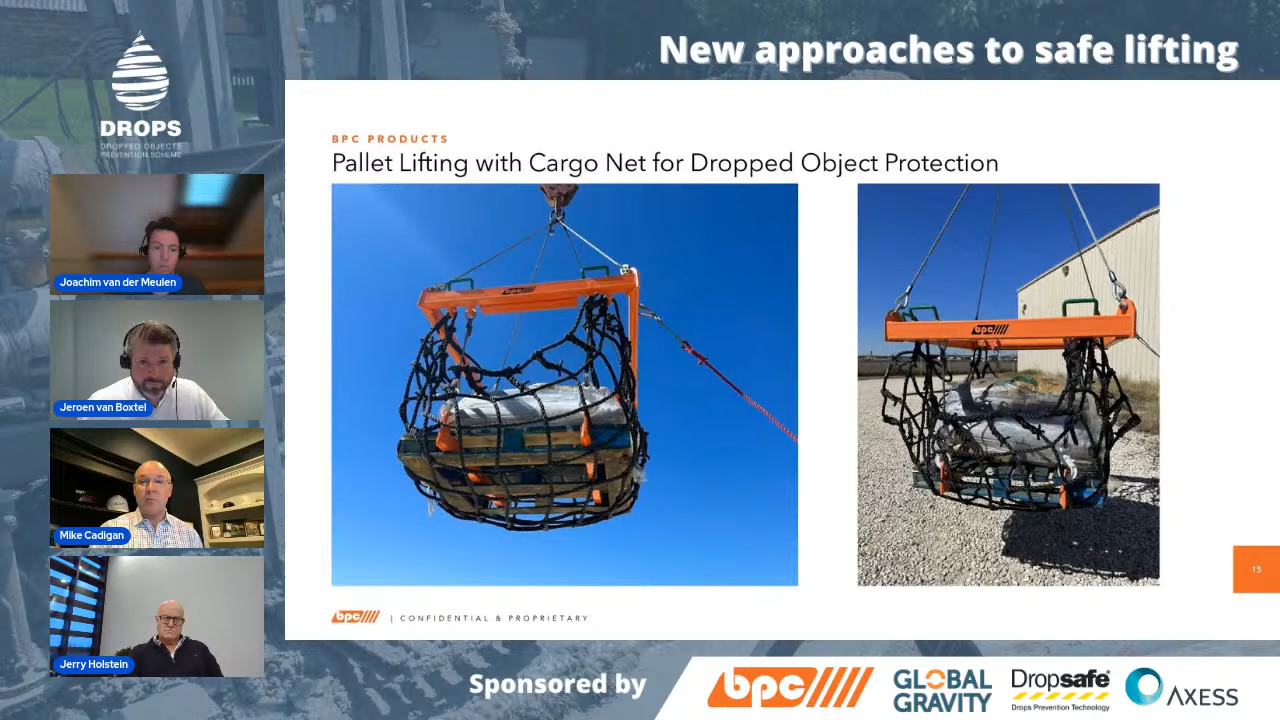 New approaches to safe lifting
DROPS
DROPPED OBJECTS
PREVENTION SCHEME
Joachim van der Meulen
Jeroen van Boxtel
Mike Cadigan
Jerry Holstein
BPC PRODUCTS
Pallet Lifting with Cargo Net for Dropped Object Protection
bpc
bpc
15
bpc | CONFIDENTIAL & PROPRIETARY
Sponsored by
bpc
GLOBAL
GRAVITY
Dropsafe®
Drops Prevention Technology
AXESS